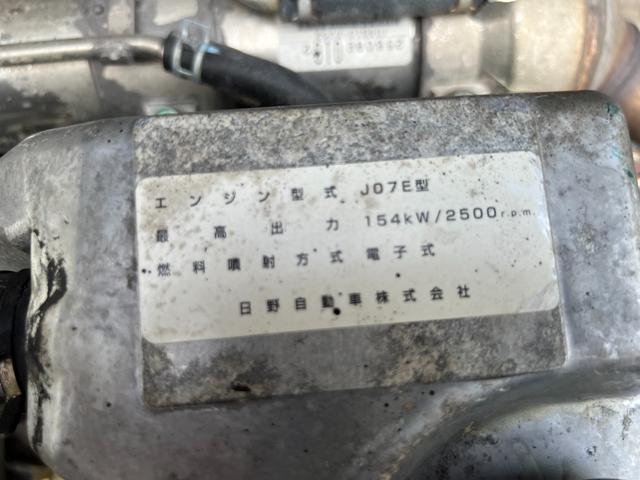 エンジン型式 J07E型
最高出力 154kW/2500r.p.m.
燃料噴射方式 電子式
日野自動車株式会社